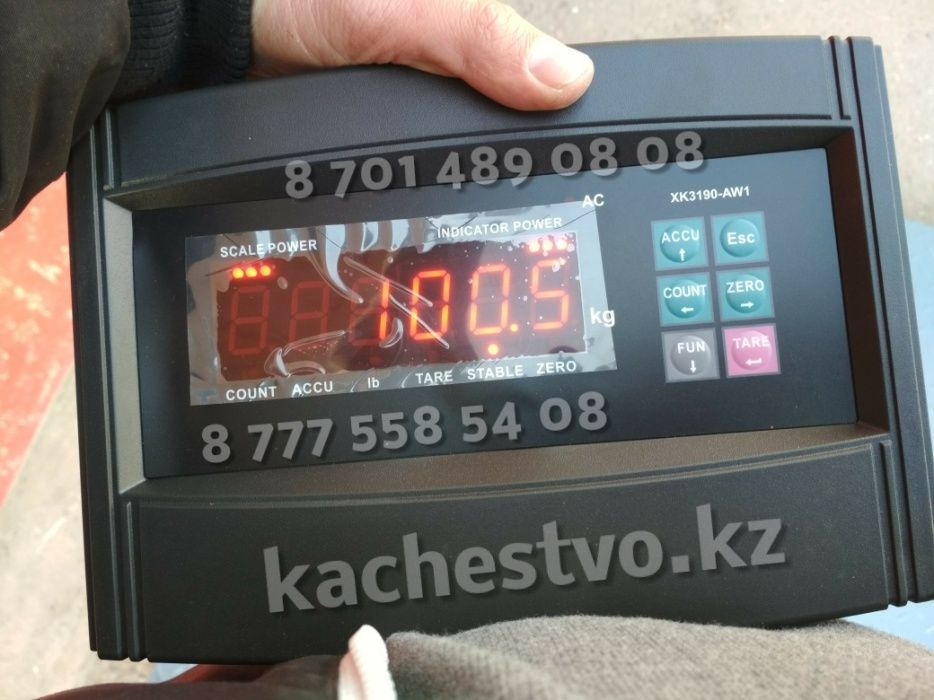 8 701 489 08 08
AC
XK3190-AW1
SCALE POWER
INDICATOR POWER
100.5
kg
COUNT ACCU lb TARE STABLE ZERO
ACCU ↑
Esc
COUNT ←
ZERO →
FUN ↓
TARE ↵
8 777 558 54 08
kachestvo.kz